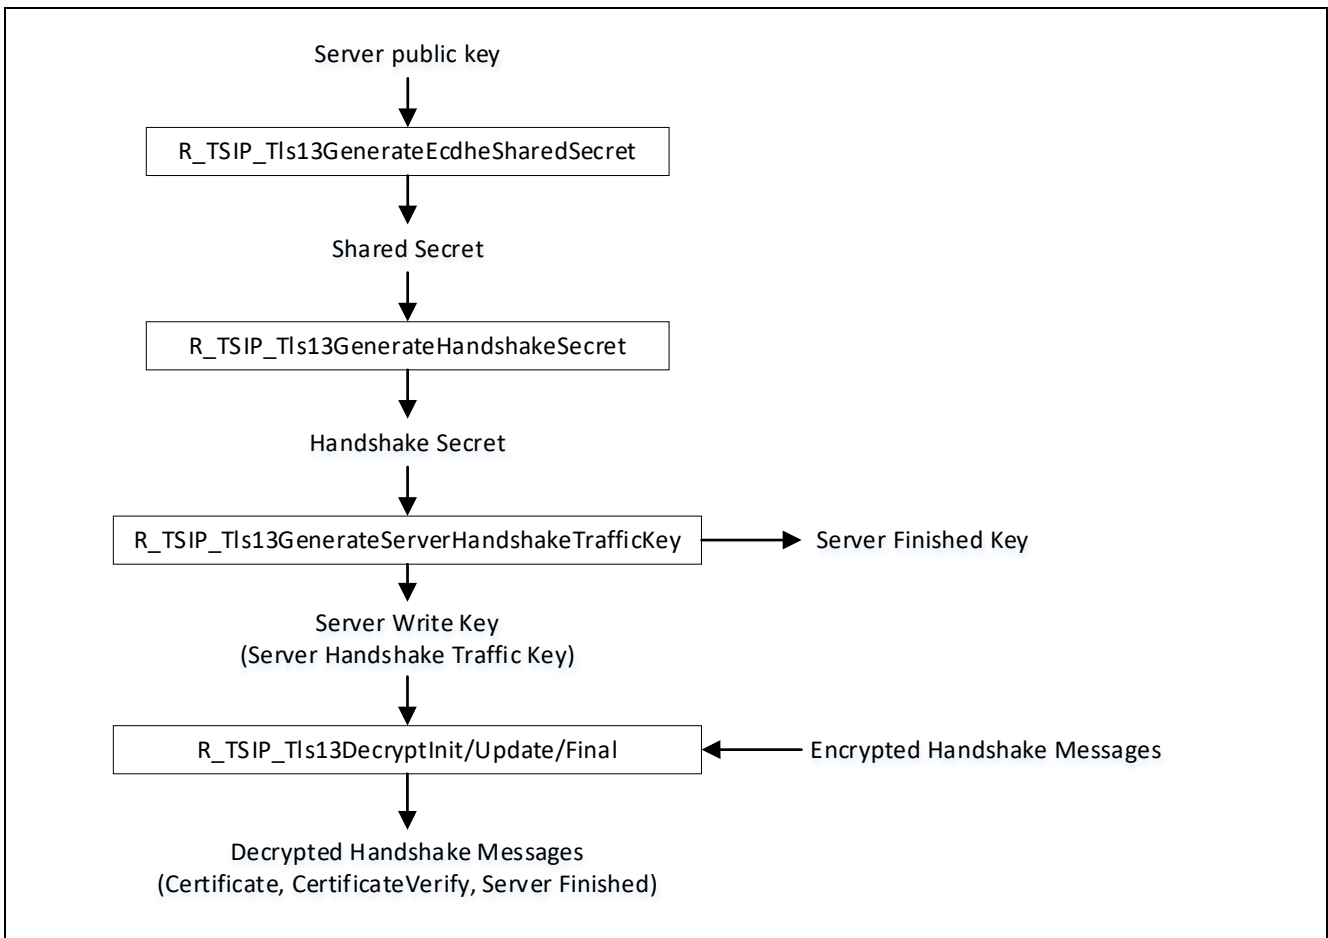 Server public key
R_TSIP_Tls13GenerateEcdheSharedSecret
Shared Secret
R_TSIP_Tls13GenerateHandshakeSecret
Handshake Secret
R_TSIP_Tls13GenerateServerHandshakeTrafficKey
Server Finished Key
Server Write Key
(Server Handshake Traffic Key)
R_TSIP_Tls13DecryptInit/Update/Final
Encrypted Handshake Messages
Decrypted Handshake Messages
(Certificate, CertificateVerify, Server Finished)